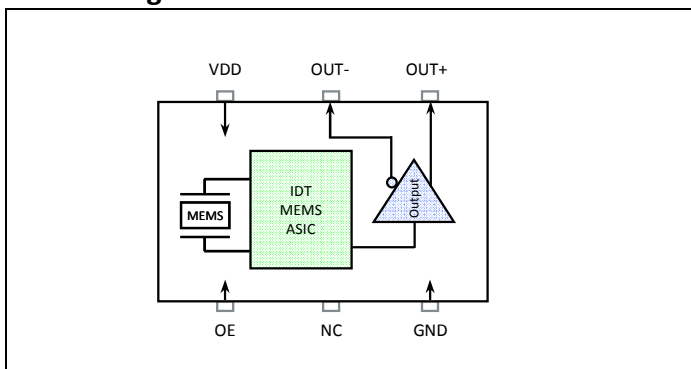 VDD OUT- OUT+
IDT
MEMS
ASIC
MEMS
Output
OE NC GND